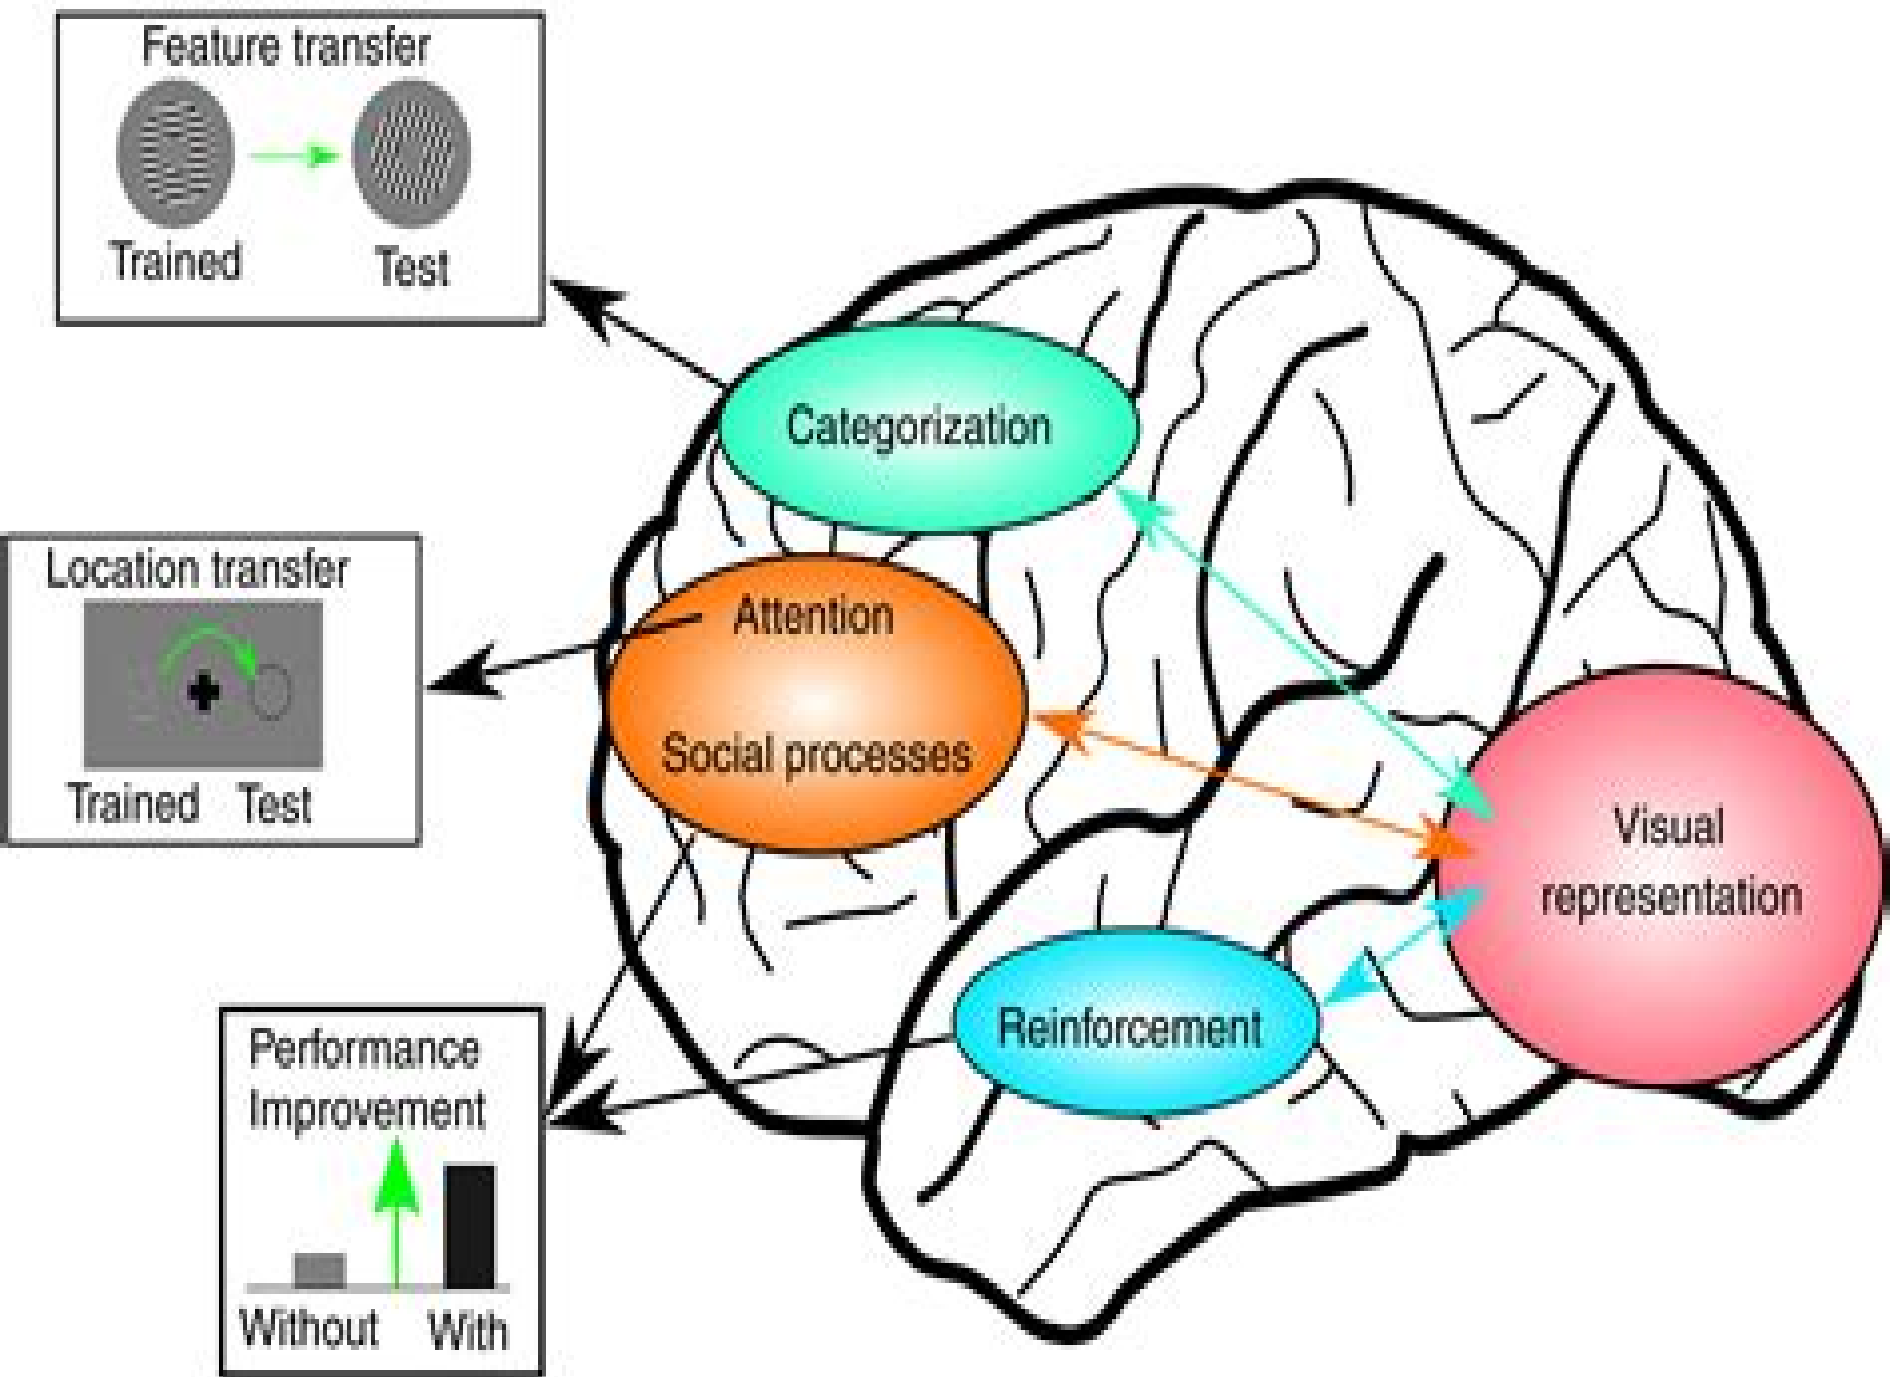 Feature transfer
Trained
Test
Categorization
Location transfer
Trained Test
Attention
Social processes
Visual
representation
Reinforcement
Performance
Improvement
Without With